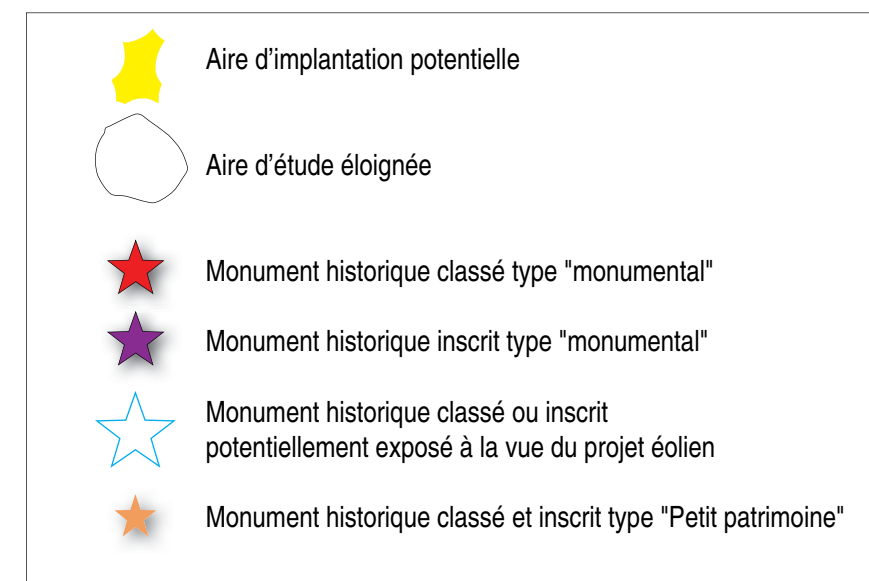 Aire d’implantation potentielle
Aire d’étude éloignée
Monument historique classé type "monumental"
Monument historique inscrit type "monumental"
Monument historique classé ou inscrit
potentiellement exposé à la vue du projet éolien
Monument historique classé et inscrit type "Petit patrimoine"